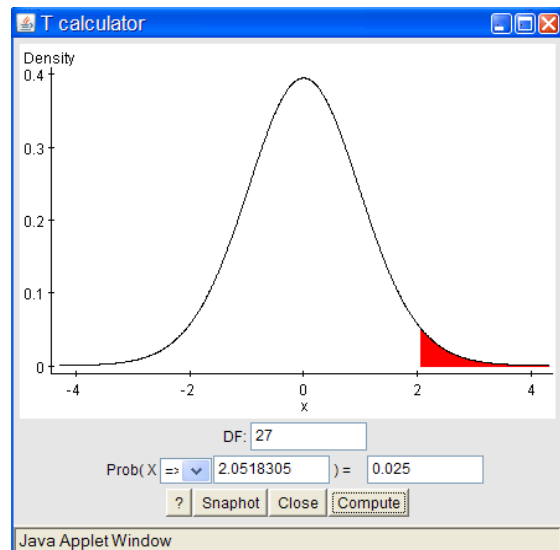 T calculator
Density
0.4
0.3
0.2
0.1
0
-4 -2 0 2 4
x
DF: 27
Prob( X => 2.0518305 ) = 0.025
? Snaphot Close Compute
Java Applet Window